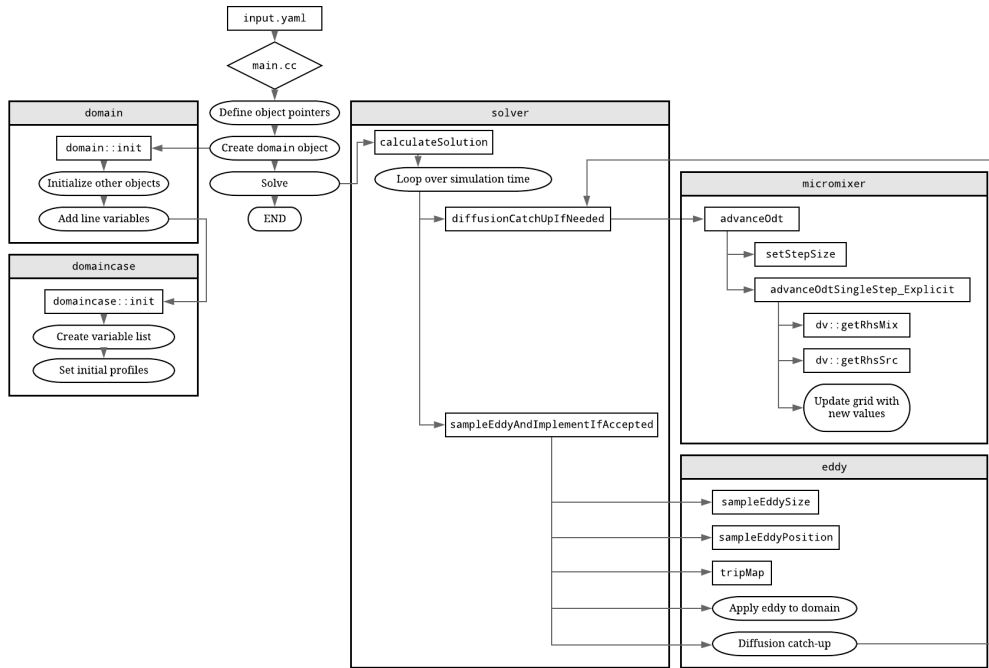 input.yaml
main.cc
Define object pointers
Create domain object
Solve
END
domain
domain::init
Initialize other objects
Add line variables
domaincase
domaincase::init
Create variable list
Set initial profiles
solver
calculateSolution
Loop over simulation time
diffusionCatchUpIfNeeded
sampleEddyAndImplementIfAccepted
micromixer
advanceOdt
setStepSize
advanceOdtSingleStep_Explicit
dv::getRhsMix
dv::getRhsSrc
Update grid with
new values
eddy
sampleEddySize
sampleEddyPosition
tripMap
Apply eddy to domain
Diffusion catch-up